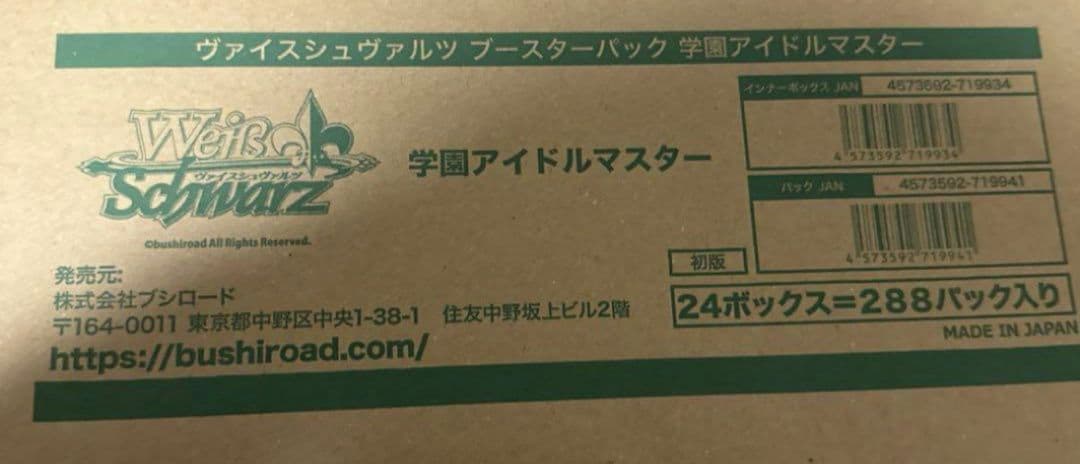 ヴァイスシュヴァルツ ブースターパック 学園アイドルマスター
Weiß
ヴァイスシュヴァルツ
Schwarz
©bushiroad All Rights Reserved.
学園アイドルマスター
インナーボックス JAN 4573592-719934
4 573592 719934
パック JAN 4573592-719941
4 573592 719941
初版
24ボックス=288パック入り
MADE IN JAPAN
発売元:
株式会社ブシロード
〒164-0011 東京都中野区中央1-38-1 住友中野坂上ビル2階
https://bushiroad.com/